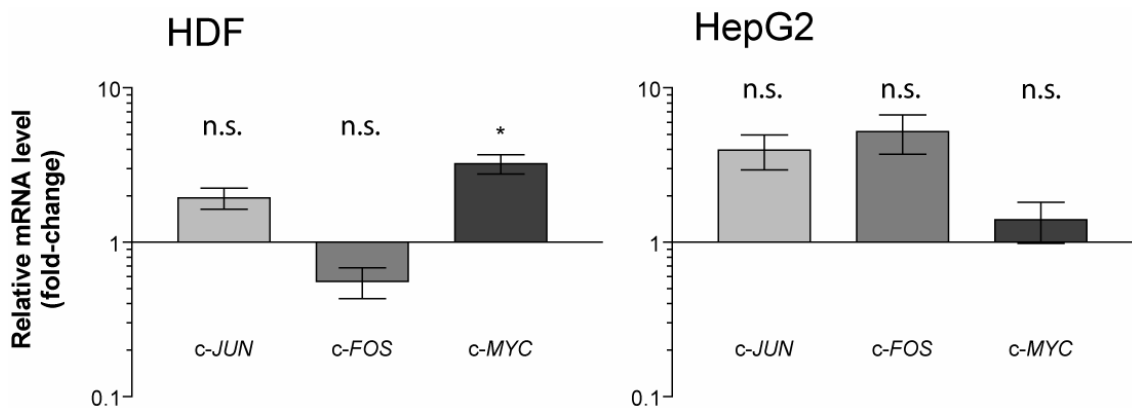 HDF
HepG2
Relative mRNA level
(fold-change)
10
1
0.1
n.s.
n.s.
*
c-JUN
c-FOS
c-MYC
10
1
0.1
n.s.
n.s.
n.s.
c-JUN
c-FOS
c-MYC